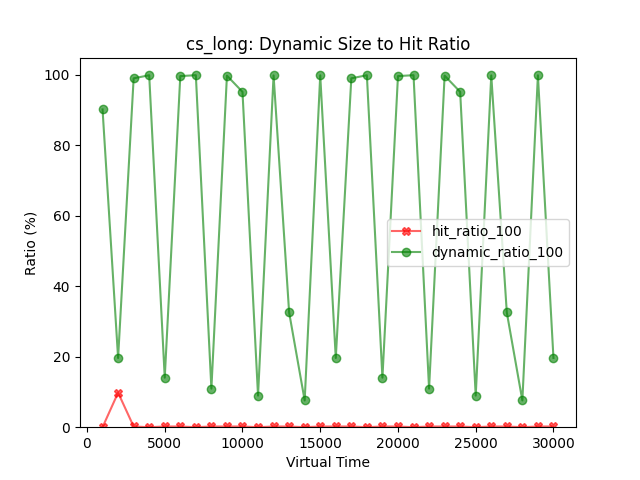 cs_long: Dynamic Size to Hit Ratio
100
80
60
40
20
0
Ratio (%)
hit_ratio_100
dynamic_ratio_100
0 5000 10000 15000 20000 25000 30000
Virtual Time